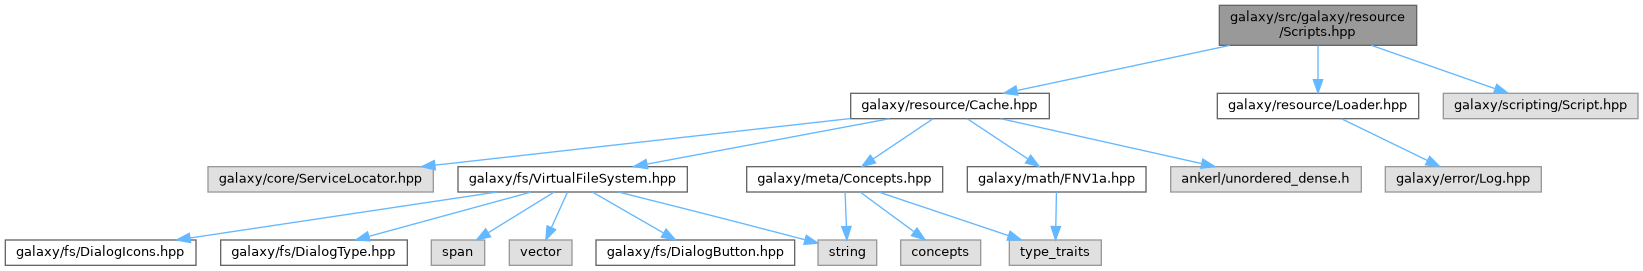 galaxy/src/galaxy/resource
/Scripts.hpp
galaxy/resource/Cache.hpp
galaxy/resource/Loader.hpp
galaxy/scripting/Script.hpp
galaxy/core/ServiceLocator.hpp
galaxy/fs/VirtualFileSystem.hpp
galaxy/meta/Concepts.hpp
galaxy/math/FNV1a.hpp
ankerl/unordered_dense.h
galaxy/error/Log.hpp
galaxy/fs/DialogIcons.hpp
galaxy/fs/DialogType.hpp
span
vector
galaxy/fs/DialogButton.hpp
string
concepts
type_traits